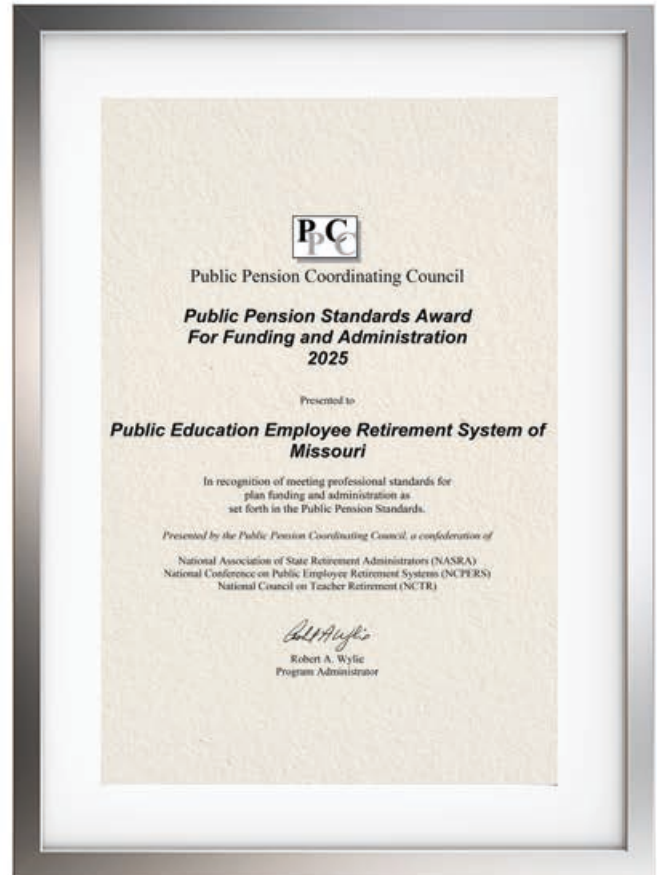 PPCC
Public Pension Coordinating Council
Public Pension Standards Award
For Funding and Administration
2025
Presented to
Public Education Employee Retirement System of
Missouri
In recognition of meeting professional standards for
plan funding and administration as
set forth in the Public Pension Standards.
Presented by the Public Pension Coordinating Council, a confederation of
National Association of State Retirement Administrators (NASRA)
National Conference on Public Employee Retirement Systems (NCPERS)
National Council on Teacher Retirement (NCTR)
Robert A. Wylie
Program Administrator